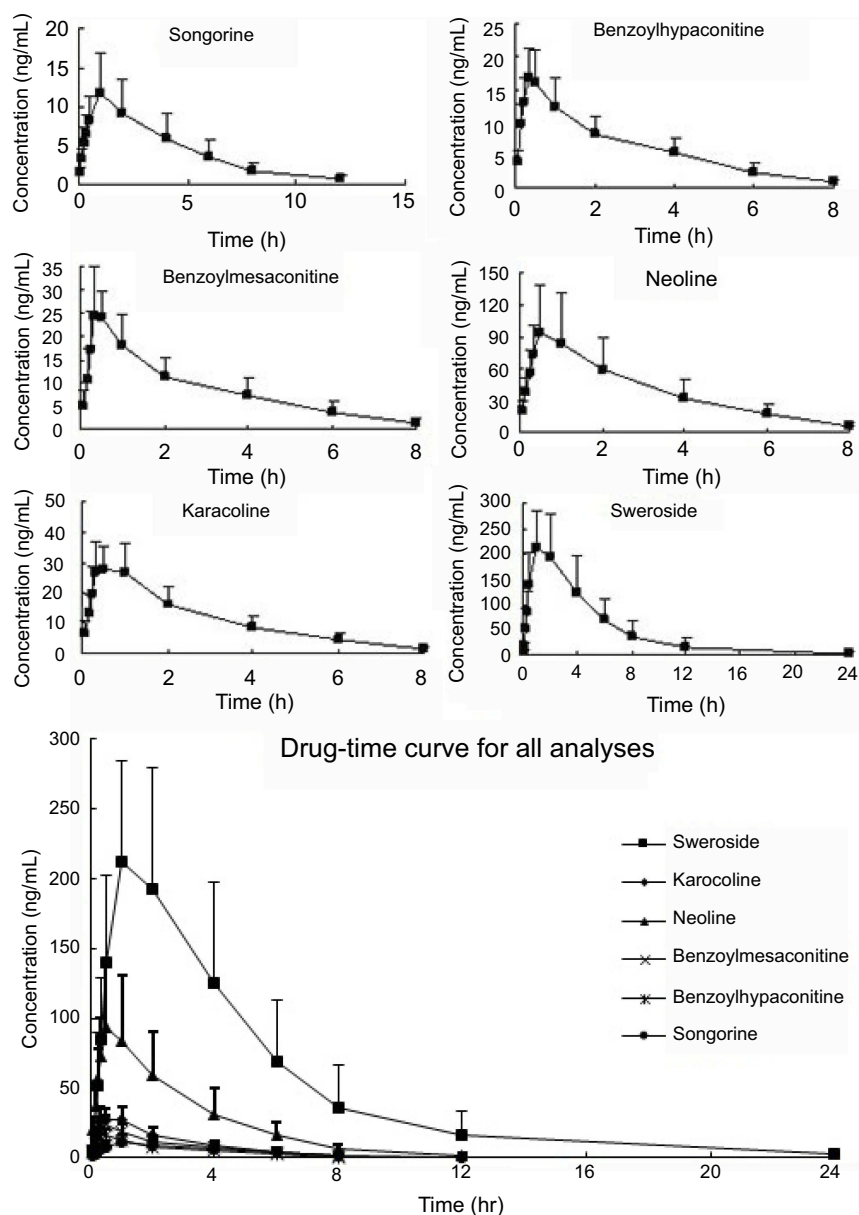 Songorine
Concentration (ng/mL)
20
15
10
5
0
0 5 10 15
Time (h)
Benzoylhypaconitine
Concentration (ng/mL)
25
20
15
15
10
5
0
0 2 4 6 8
Time (h)
Benzoylmesaconitine
Concentration (ng/mL)
35
30
25
20
15
10
5
0
0 2 4 6 8
Time (h)
Neoline
Concentration (ng/mL)
150
120
90
60
30
0
0 2 4 6 8
Time (h)
Karacoline
Concentration (ng/mL)
50
40
30
20
10
0
0 2 4 6 8
Time (h)
Sweroside
Concentration (ng/mL)
300
250
200
150
100
50
0
0 4 8 12 16 20 24
Time (h)
Drug-time curve for all analyses
Concentration (ng/mL)
300
250
200
150
100
50
0
0 4 8 12 16 20 24
Time (hr)
Sweroside
Karocoline
Neoline
Benzoylmesaconitine
Benzoylhypaconitine
Songorine